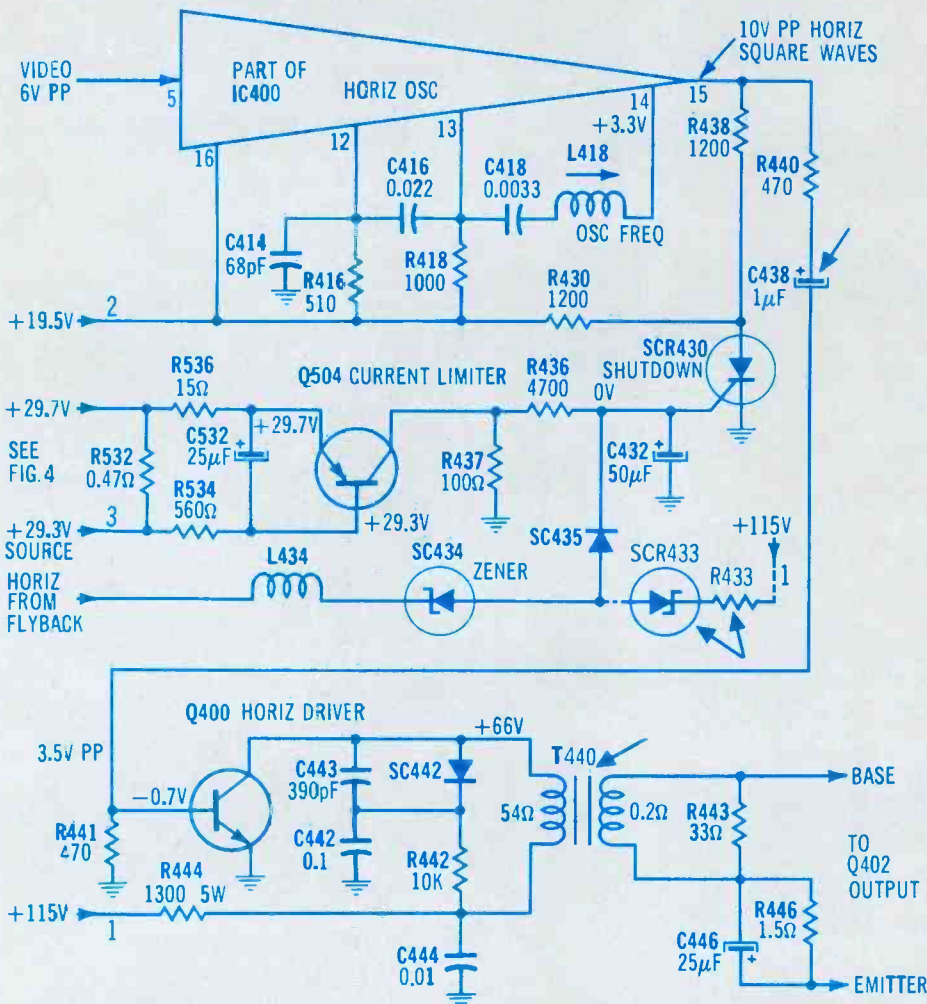 VIDEO
6V PP
5
PART OF
IC400
HORIZ OSC
10V PP HORIZ
SQUARE WAVES
15
14
+3.3V
13
12
16
C416
0.022
C418
0.0033
L418
OSC FREQ
R438
1200
R440
470
C414
68pF
R416
510
R418
1000
R430
1200
C438
+
1µF
+19.5V
2
SCR430
SHUTDOWN
R536
15Ω
Q504 CURRENT LIMITER
R436
4700
0V
+29.7V
+29.7V
SEE
FIG. 4
R532
0.47Ω
C532
+
25µF
R437
100Ω
C432
+
50µF
R534
560Ω
+29.3V
3
SOURCE
+29.3V
+115V
1
HORIZ
FROM
FLYBACK
L434
SC434
ZENER
SC435
SCR433
R433
Q400 HORIZ DRIVER
3.5V PP
-0.7V
+66V
T440
BASE
C443
390pF
SC442
54Ω
0.2Ω
R443
33Ω
R441
470
C442
0.1
R442
10K
TO
Q402
OUTPUT
R444
1300 5W
+115V
1
R446
1.5Ω
C446
25µF
+
C444
0.01
EMITTER